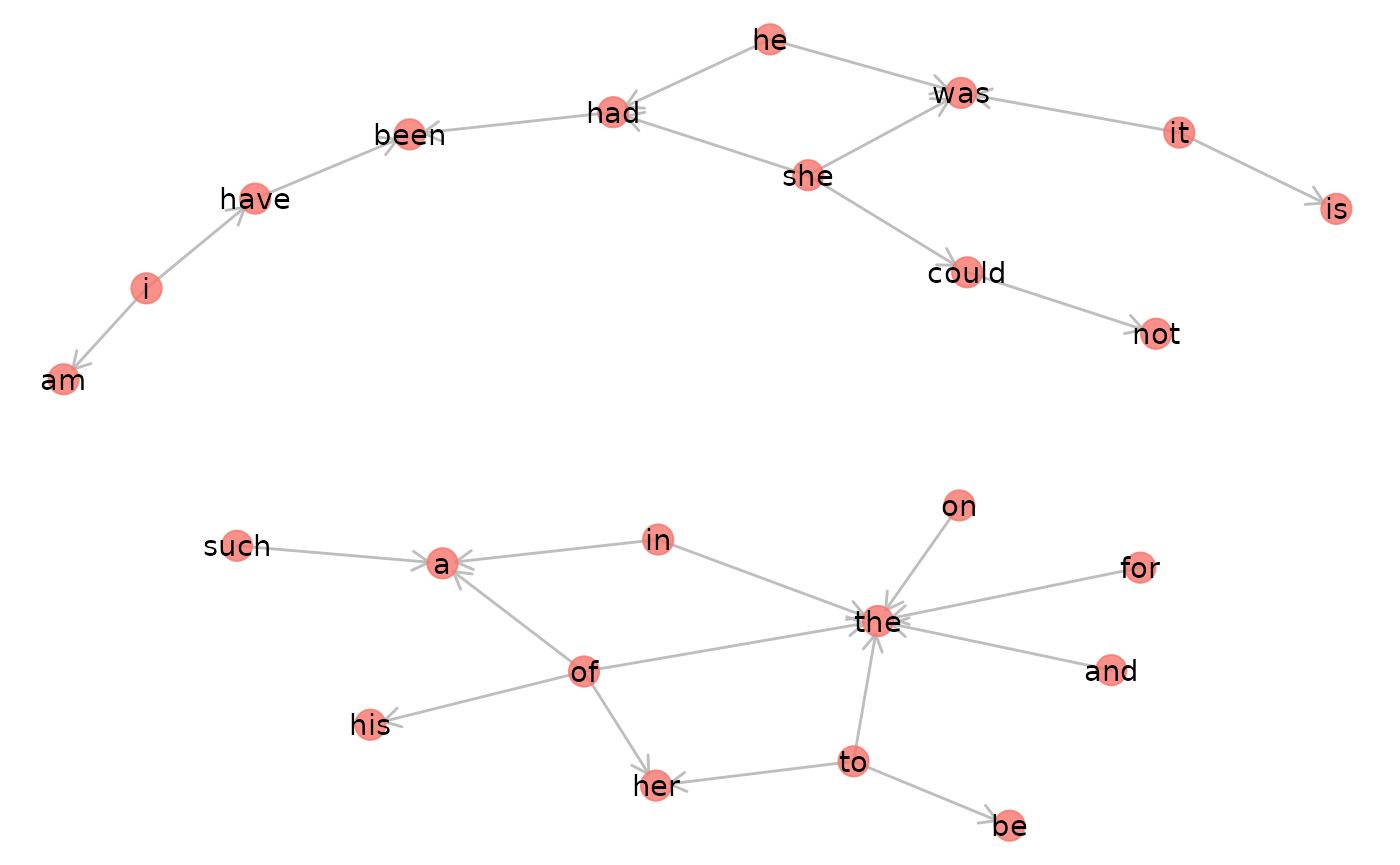 he
was
had
been
it
she
have
is
could
i
not
am
on
such
in
a
for
the
of
and
his
to
her
be